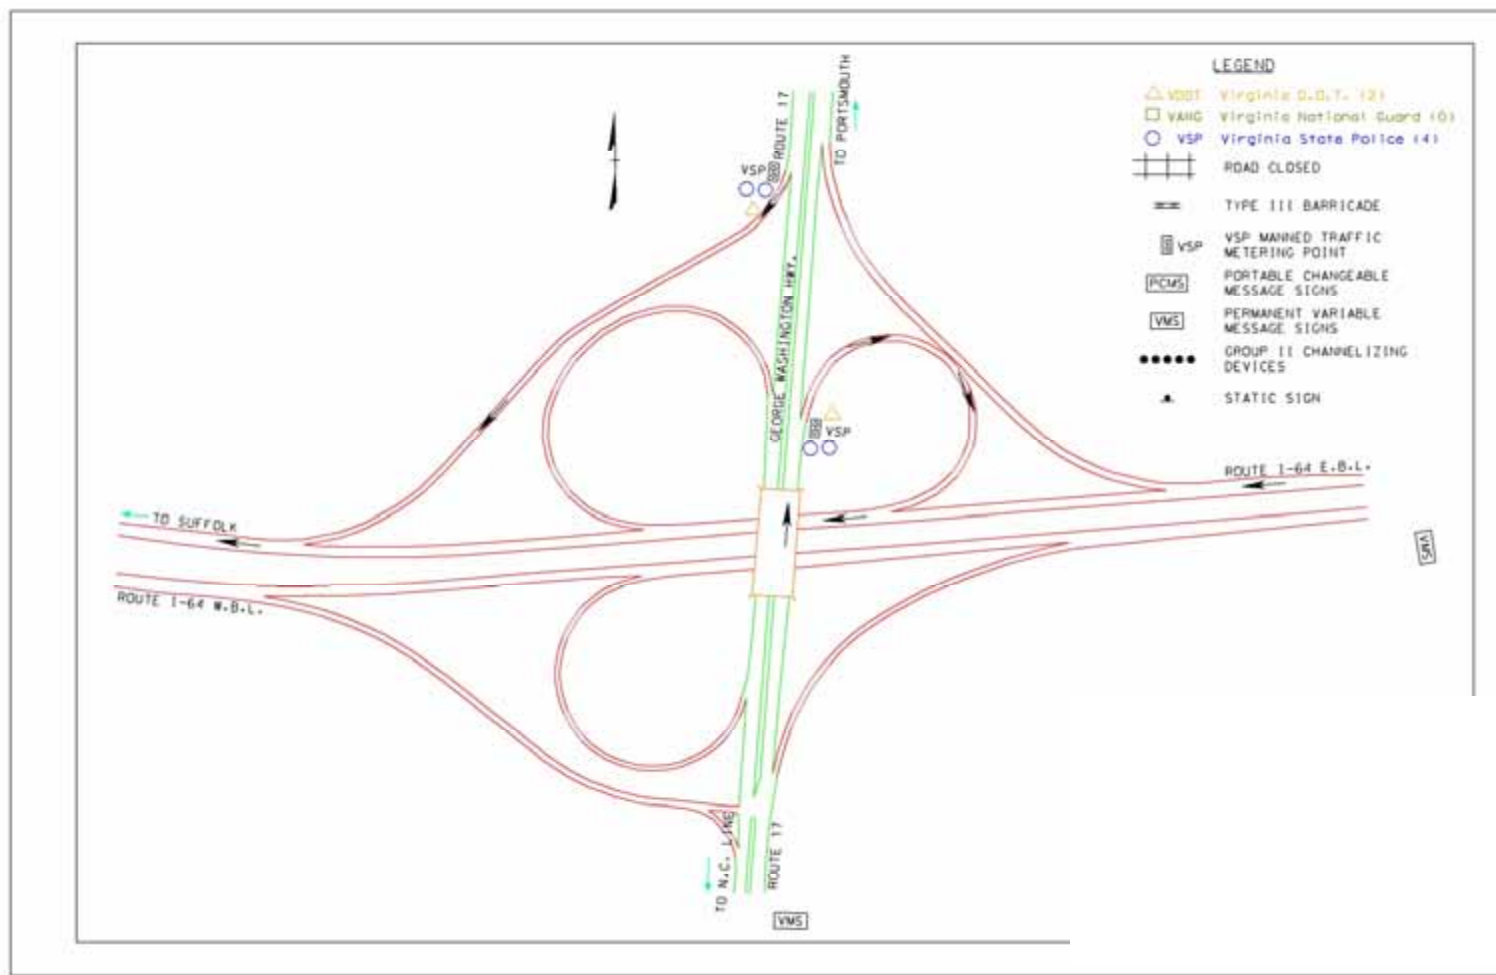 LEGEND
VDOT Virginia D.O.T. (2)
VANG Virginia National Guard (0)
VSP Virginia State Police (4)
ROAD CLOSED
TYPE III BARRICADE
VSP
VSP MANNED TRAFFIC
METERING POINT
PCMS
PORTABLE CHANGEABLE
MESSAGE SIGNS
VMS
PERMANENT VARIABLE
MESSAGE SIGNS
GROUP II CHANNELIZING
DEVICES
STATIC SIGN
ROUTE 17
TO PORTSMOUTH
VSP
GEORGE WASHINGTON HWY.
VSP
ROUTE I-64 E.B.L.
TO SUFFOLK
VMS
ROUTE I-64 W.B.L.
TO N.C. LINE
ROUTE 17
VMS